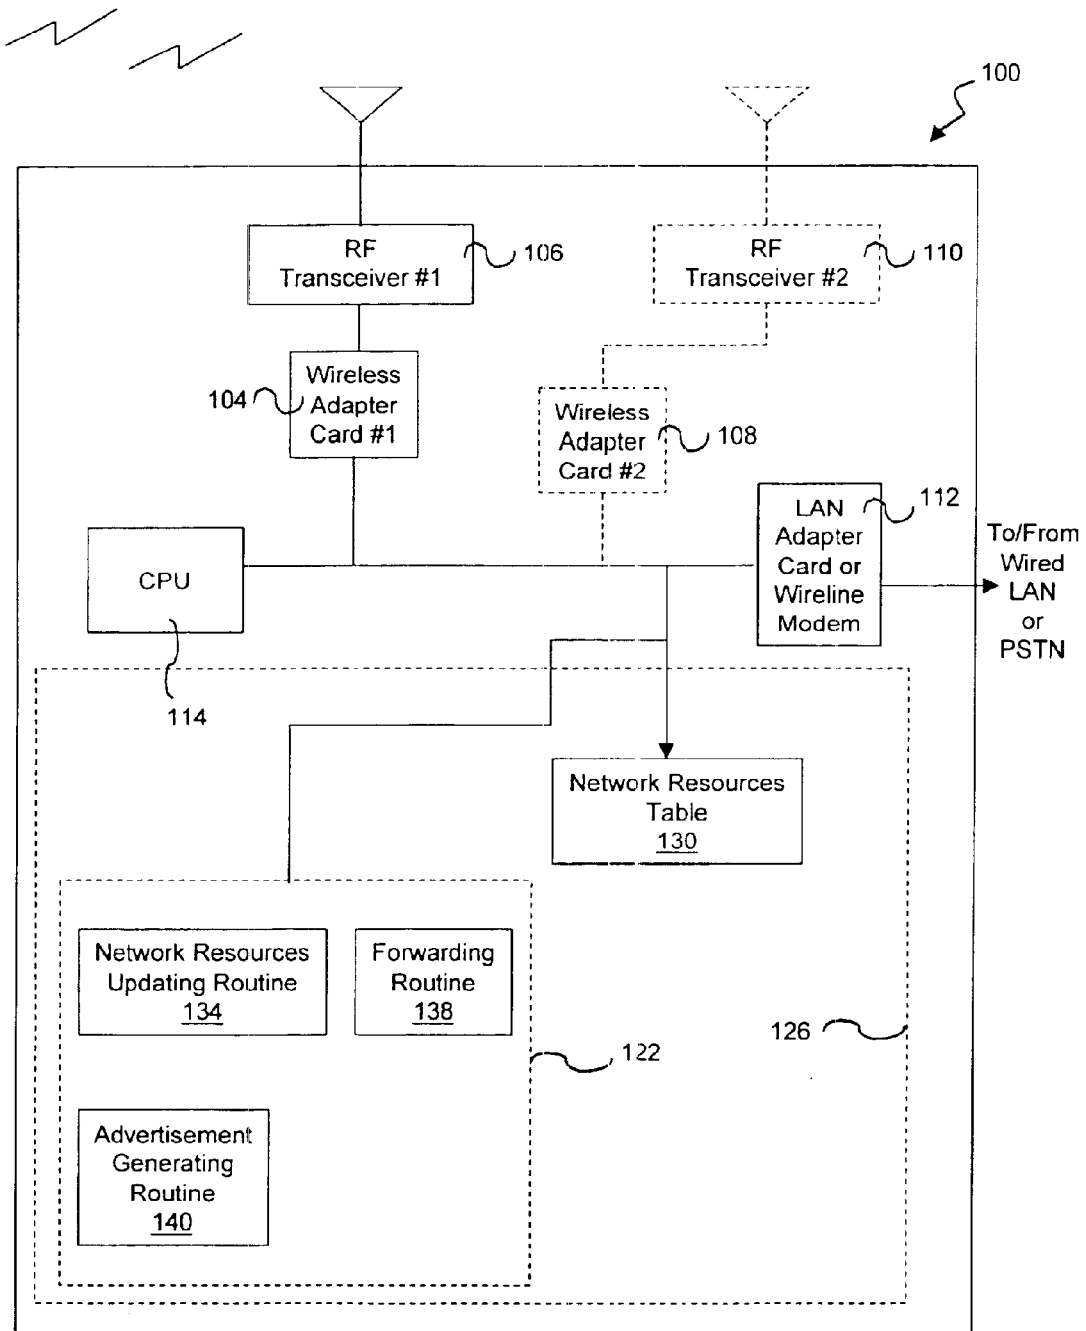 100
RF
Transceiver #1
106
RF
Transceiver #2
110
Wireless
Adapter
Card #1
104
Wireless
Adapter
Card #2
108
LAN
Adapter
Card or
Wireline
Modem
112
To/From
Wired
LAN
or
PSTN
CPU
114
Network Resources
Table
130
Network Resources
Updating Routine
134
Forwarding
Routine
138
126
122
Advertisement
Generating
Routine
140